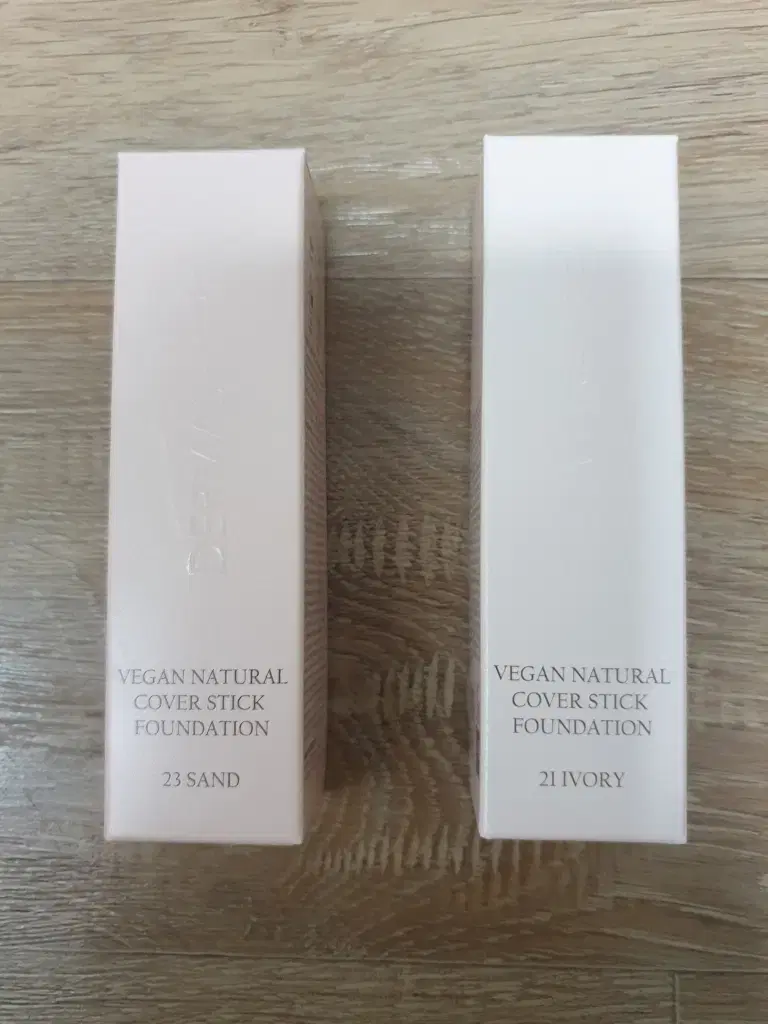 VEGAN NATURAL
COVER STICK
FOUNDATION
23 SAND
VEGAN NATURAL
COVER STICK
FOUNDATION
21 IVORY